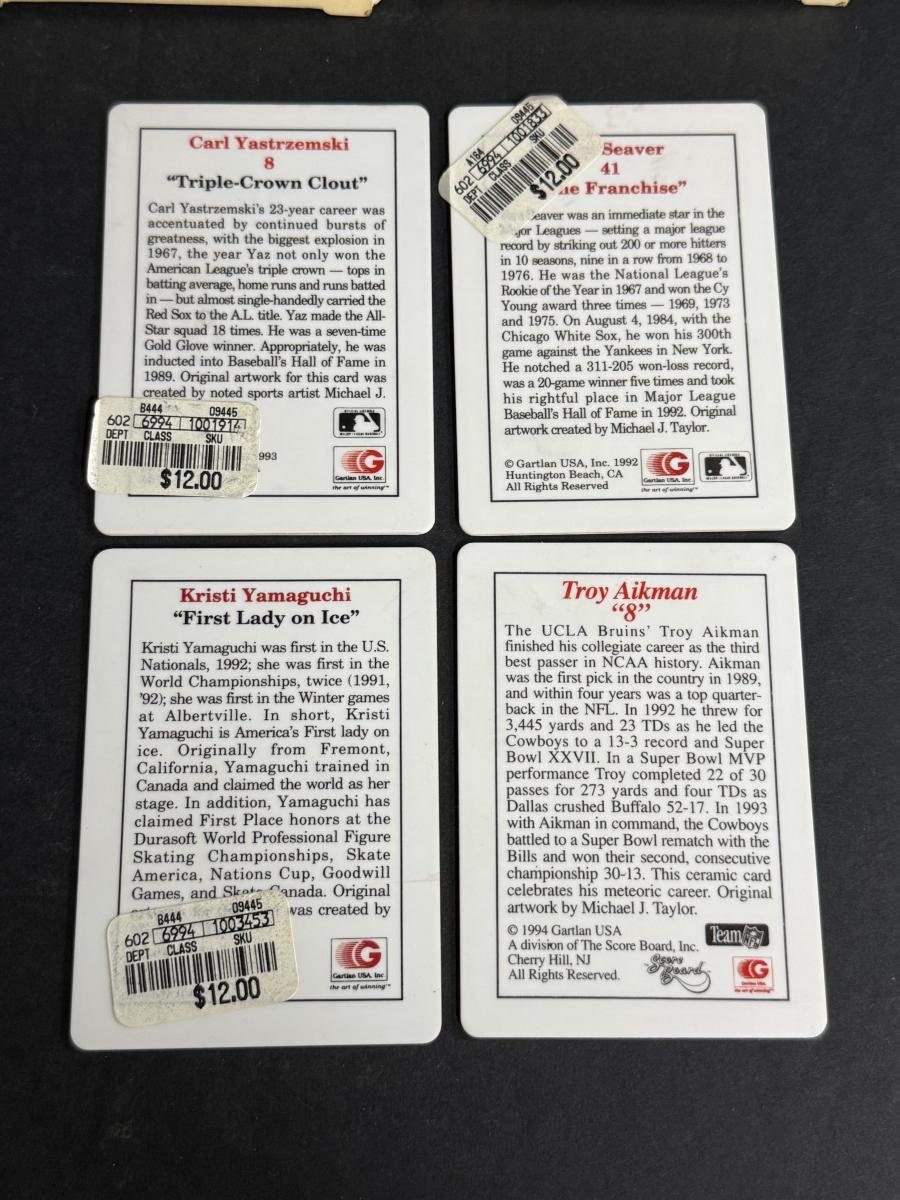 Carl Yastrzemski
8
“Triple-Crown Clout”
Carl Yastrzemski's 23-year career was
accentuated by continued bursts of
greatness, with the biggest explosion in
1967, the year Yaz not only won the
American League's triple crown — tops in
batting average, home runs and runs batted
in — but almost single-handedly carried the
Red Sox to the A.L. title. Yaz made the All-
Star squad 18 times. He was a seven-time
Gold Glove winner. Appropriately, he was
inducted into Baseball's Hall of Fame in
1989. Original artwork for this card was
created by noted sports artist Michael J.
B444 09445
602 6994 1001914
DEPT CLASS SKU
$12.00
993
Gartlan USA, Inc.
the art of winning™
A164 09445
602 6994 1001833
DEPT CLASS SKU
$12.00
Seaver
41
Franchise”
Seaver was an immediate star in the
Leagues — setting a major league
record by striking out 200 or more hitters
in 10 seasons, nine in a row from 1968 to
1976. He was the National League's
Rookie of the Year in 1967 and won the Cy
Young award three times — 1969, 1973
and 1975. On August 4, 1984, with the
Chicago White Sox, he won his 300th
game against the Yankees in New York.
He notched a 311-205 won-loss record,
was a 20-game winner five times and took
his rightful place in Major League
Baseball's Hall of Fame in 1992. Original
artwork created by Michael J. Taylor.
© Gartlan USA, Inc. 1992
Huntington Beach, CA
All Rights Reserved
Gartlan USA, Inc.
the art of winning™
Kristi Yamaguchi
“First Lady on Ice”
Kristi Yamaguchi was first in the U.S.
Nationals, 1992; she was first in the
World Championships, twice (1991,
'92); she was first in the Winter games
at Albertville. In short, Kristi
Yamaguchi is America's First lady on
ice. Originally from Fremont,
California, Yamaguchi trained in
Canada and claimed the world as her
stage. In addition, Yamaguchi has
claimed First Place honors at the
Durasoft World Professional Figure
Skating Championships, Skate
America, Nations Cup, Goodwill
Games, and Skate Canada. Original
was created by
B444 09445
602 6994 1003453
DEPT CLASS SKU
$12.00
Gartlan USA, Inc.
the art of winning™
Troy Aikman
“8”
The UCLA Bruins' Troy Aikman
finished his collegiate career as the third
best passer in NCAA history. Aikman
was the first pick in the country in 1989,
and within four years was a top quarter-
back in the NFL. In 1992 he threw for
3,445 yards and 23 TDs as he led the
Cowboys to a 13-3 record and Super
Bowl XXVII. In a Super Bowl MVP
performance Troy completed 22 of 30
passes for 273 yards and four TDs as
Dallas crushed Buffalo 52-17. In 1993
with Aikman in command, the Cowboys
battled to a Super Bowl rematch with the
Bills and won their second, consecutive
championship 30-13. This ceramic card
celebrates his meteoric career. Original
artwork by Michael J. Taylor.
© 1994 Gartlan USA
A division of The Score Board, Inc.
Cherry Hill, NJ
All Rights Reserved.
Team NFL
Score Board
Gartlan USA
the art of winning™